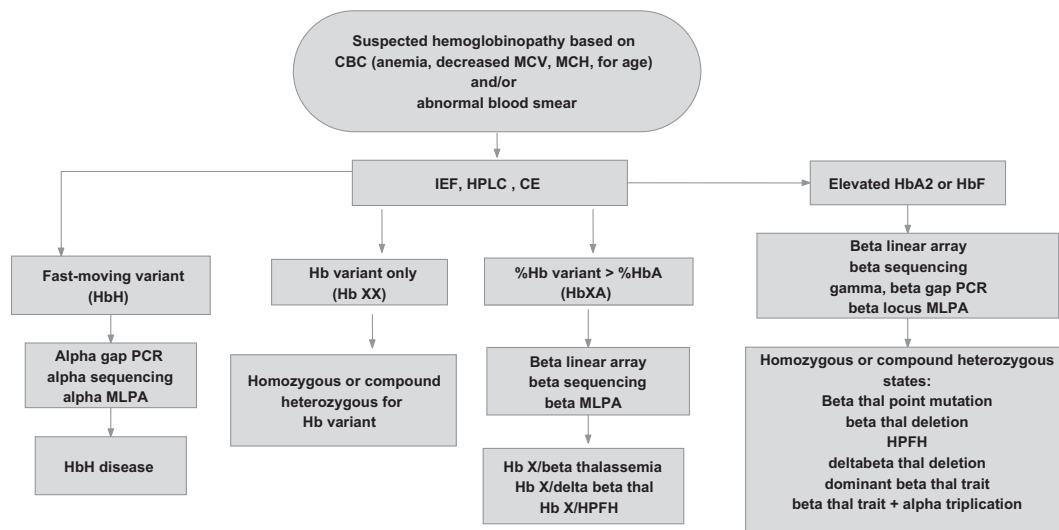 Suspected hemoglobinopathy based on
CBC (anemia, decreased MCV, MCH, for age)
and/or
abnormal blood smear
IEF, HPLC , CE
Elevated HbA2 or HbF
Fast-moving variant
(HbH)
Hb variant only
(Hb XX)
%Hb variant > %HbA
(HbXA)
Beta linear array
beta sequencing
gamma, beta gap PCR
beta locus MLPA
Alpha gap PCR
alpha sequencing
alpha MLPA
Homozygous or compound
heterozygous for
Hb variant
Beta linear array
beta sequencing
beta MLPA
Homozygous or compound heterozygous
states:
Beta thal point mutation
beta thal deletion
HPFH
deltabeta thal deletion
dominant beta thal trait
beta thal trait + alpha triplication
HbH disease
Hb X/beta thalassemia
Hb X/delta beta thal
Hb X/HPFH